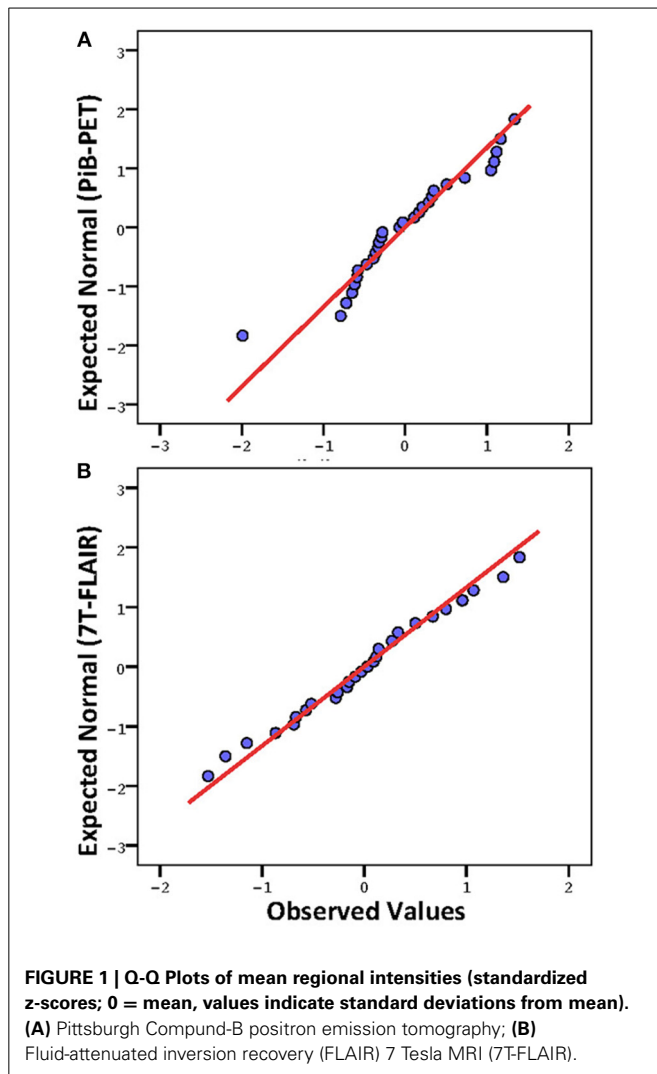 A
Expected Normal (PiB-PET)
3
2
1
0
−1
−2
−3
−3 −2 −1 0 1 2
B
Expected Normal (7T-FLAIR)
3
2
1
0
−1
−2
−3
−2 −1 0 1 2
Observed Values
FIGURE 1 | Q-Q Plots of mean regional intensities (standardized
z-scores; 0 = mean, values indicate standard deviations from mean).
(A) Pittsburgh Compund-B positron emission tomography; (B)
Fluid-attenuated inversion recovery (FLAIR) 7 Tesla MRI (7T-FLAIR).